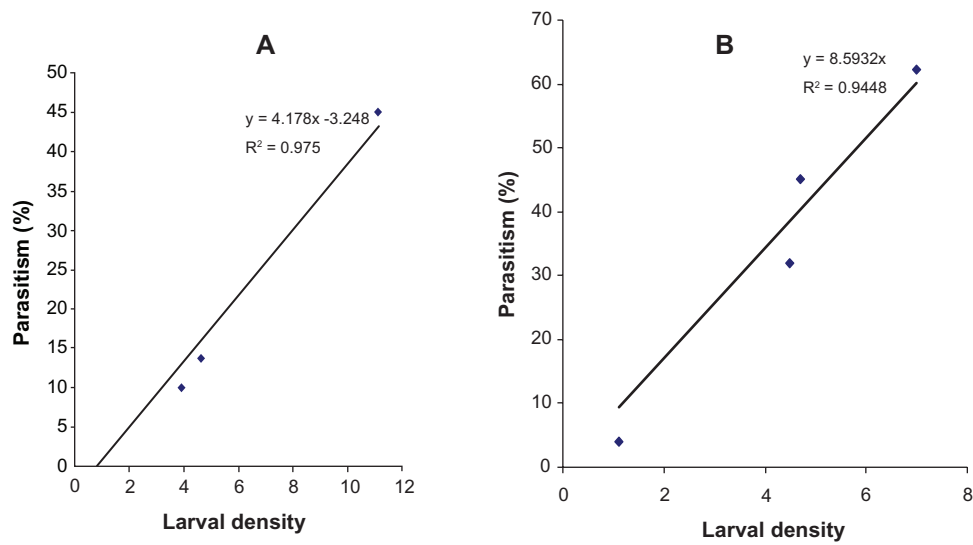 A
50
45
40
35
30
25
20
15
10
5
0
0 2 4 6 8 10 12
Parasitism (%)
Larval density
y = 4.178x -3.248
R² = 0.975
B
70
60
50
40
30
20
10
0
0 2 4 6 8
Parasitism (%)
Larval density
y = 8.5932x
R² = 0.9448